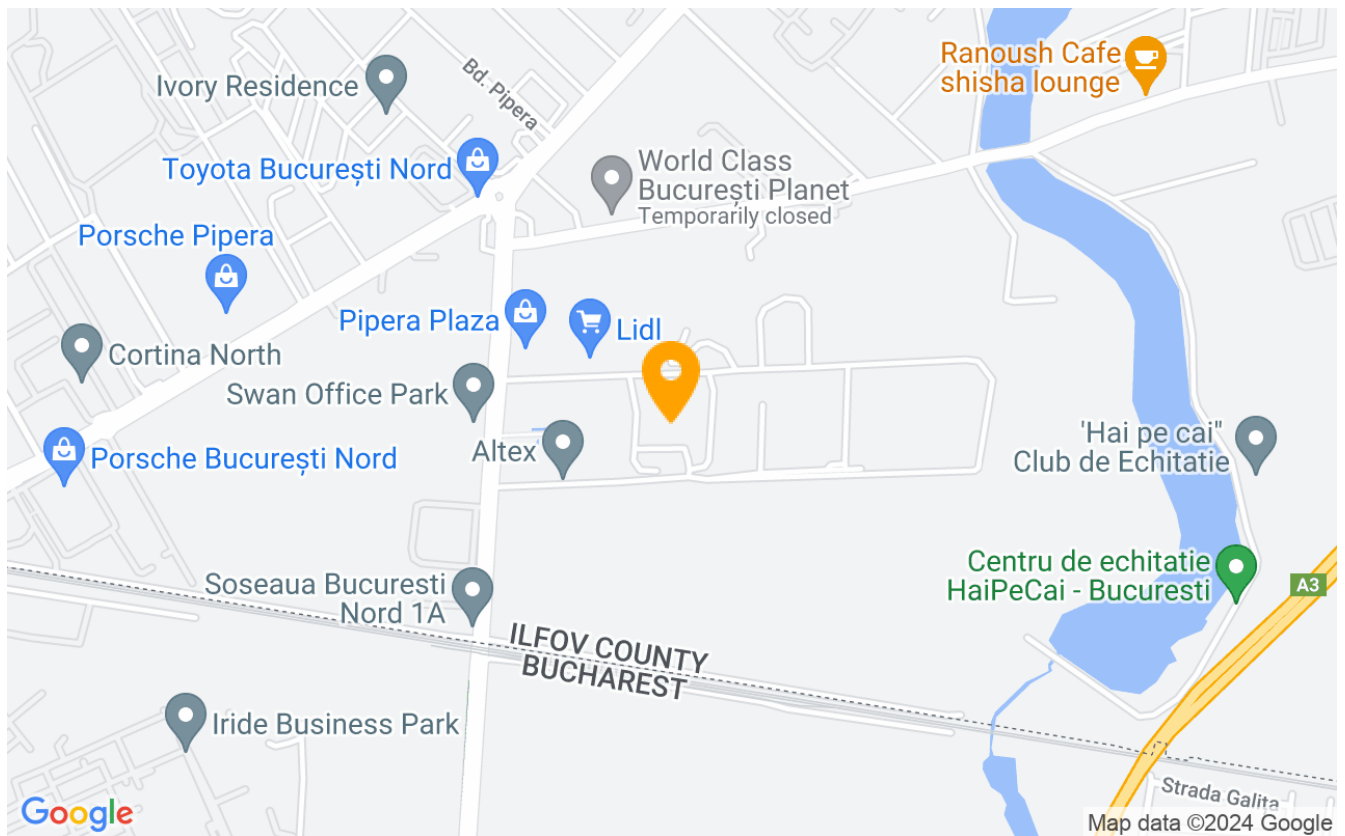 Ranoush Cafe
shisha lounge
Bd. Pipera
Ivory Residence
World Class
București Planet
Temporarily closed
Toyota București Nord
Porsche Pipera
Pipera Plaza
Lidl
Cortina North
Swan Office Park
'Hai pe cai"
Club de Echitatie
Altex
Porsche București Nord
Centru de echitatie
HaiPeCai - Bucuresti
A3
Soseaua Bucuresti
Nord 1A
ILFOV COUNTY
BUCHAREST
Iride Business Park
Strada Galița
Google
Map data ©2024 Google